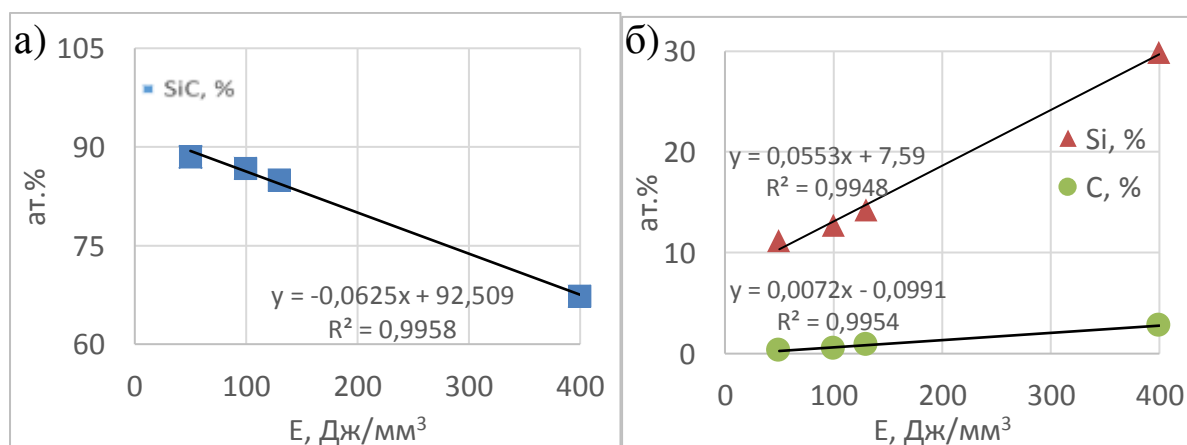 а)
105
90
75
60
ат.%
SiC, %
y = -0,0625x + 92,509
R² = 0,9958
0 100 200 300 400
Е, Дж/мм³
б)
30
20
10
0
ат.%
y = 0,0553x + 7,59
R² = 0,9948
Si, %
C, %
y = 0,0072x - 0,0991
R² = 0,9954
0 100 200 300 400
Е, Дж/мм³